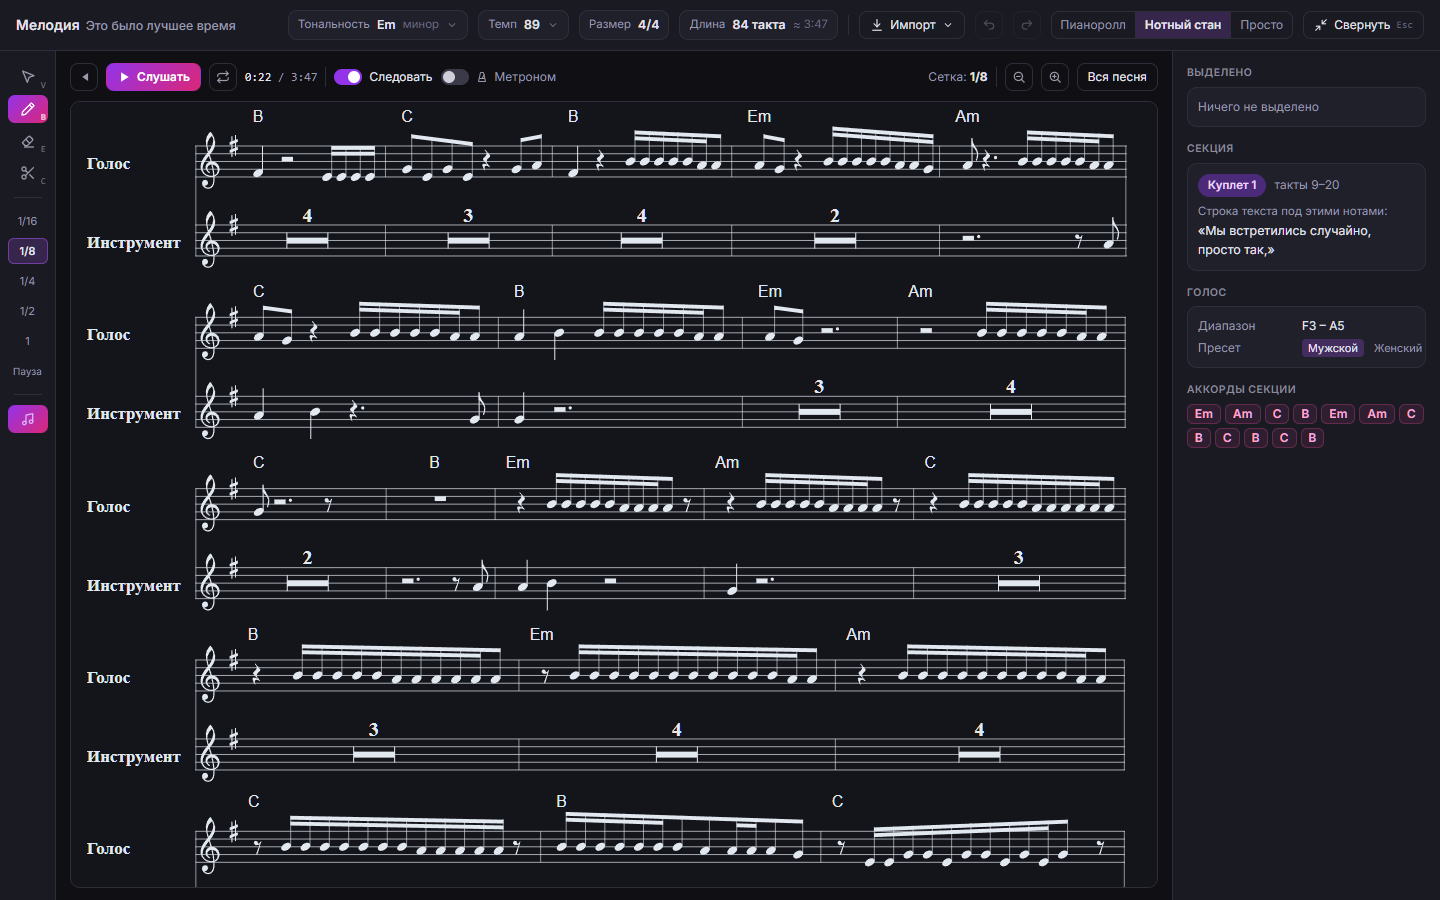 Мелодия Это было лучшее время Тональность Em минор Темп 89 Размер 4/4 Длина 84 такта ≈ 3:47 Импорт Пианоролл Нотный стан Просто Свернуть Esc
Слушать 0:22 / 3:47 Следовать Метроном Сетка: 1/8 Вся песня
V
B
E
C
1/16
1/8
1/4
1/2
1
Пауза
B C B Em Am
Голос
4 3 4 2
Инструмент
C B Em Am
Голос
3 4
Инструмент
C B Em Am C
Голос
2 3
Инструмент
B Em Am
Голос
3 4 4
Инструмент
C B C
Голос
ВЫДЕЛЕНО
Ничего не выделено
СЕКЦИЯ
Куплет 1 такты 9–20
Строка текста под этими нотами:
«Мы встретились случайно,
просто так,»
ГОЛОС
Диапазон F3 – A5
Пресет Мужской Женский
АККОРДЫ СЕКЦИИ
Em Am C B Em Am C
B C B C B